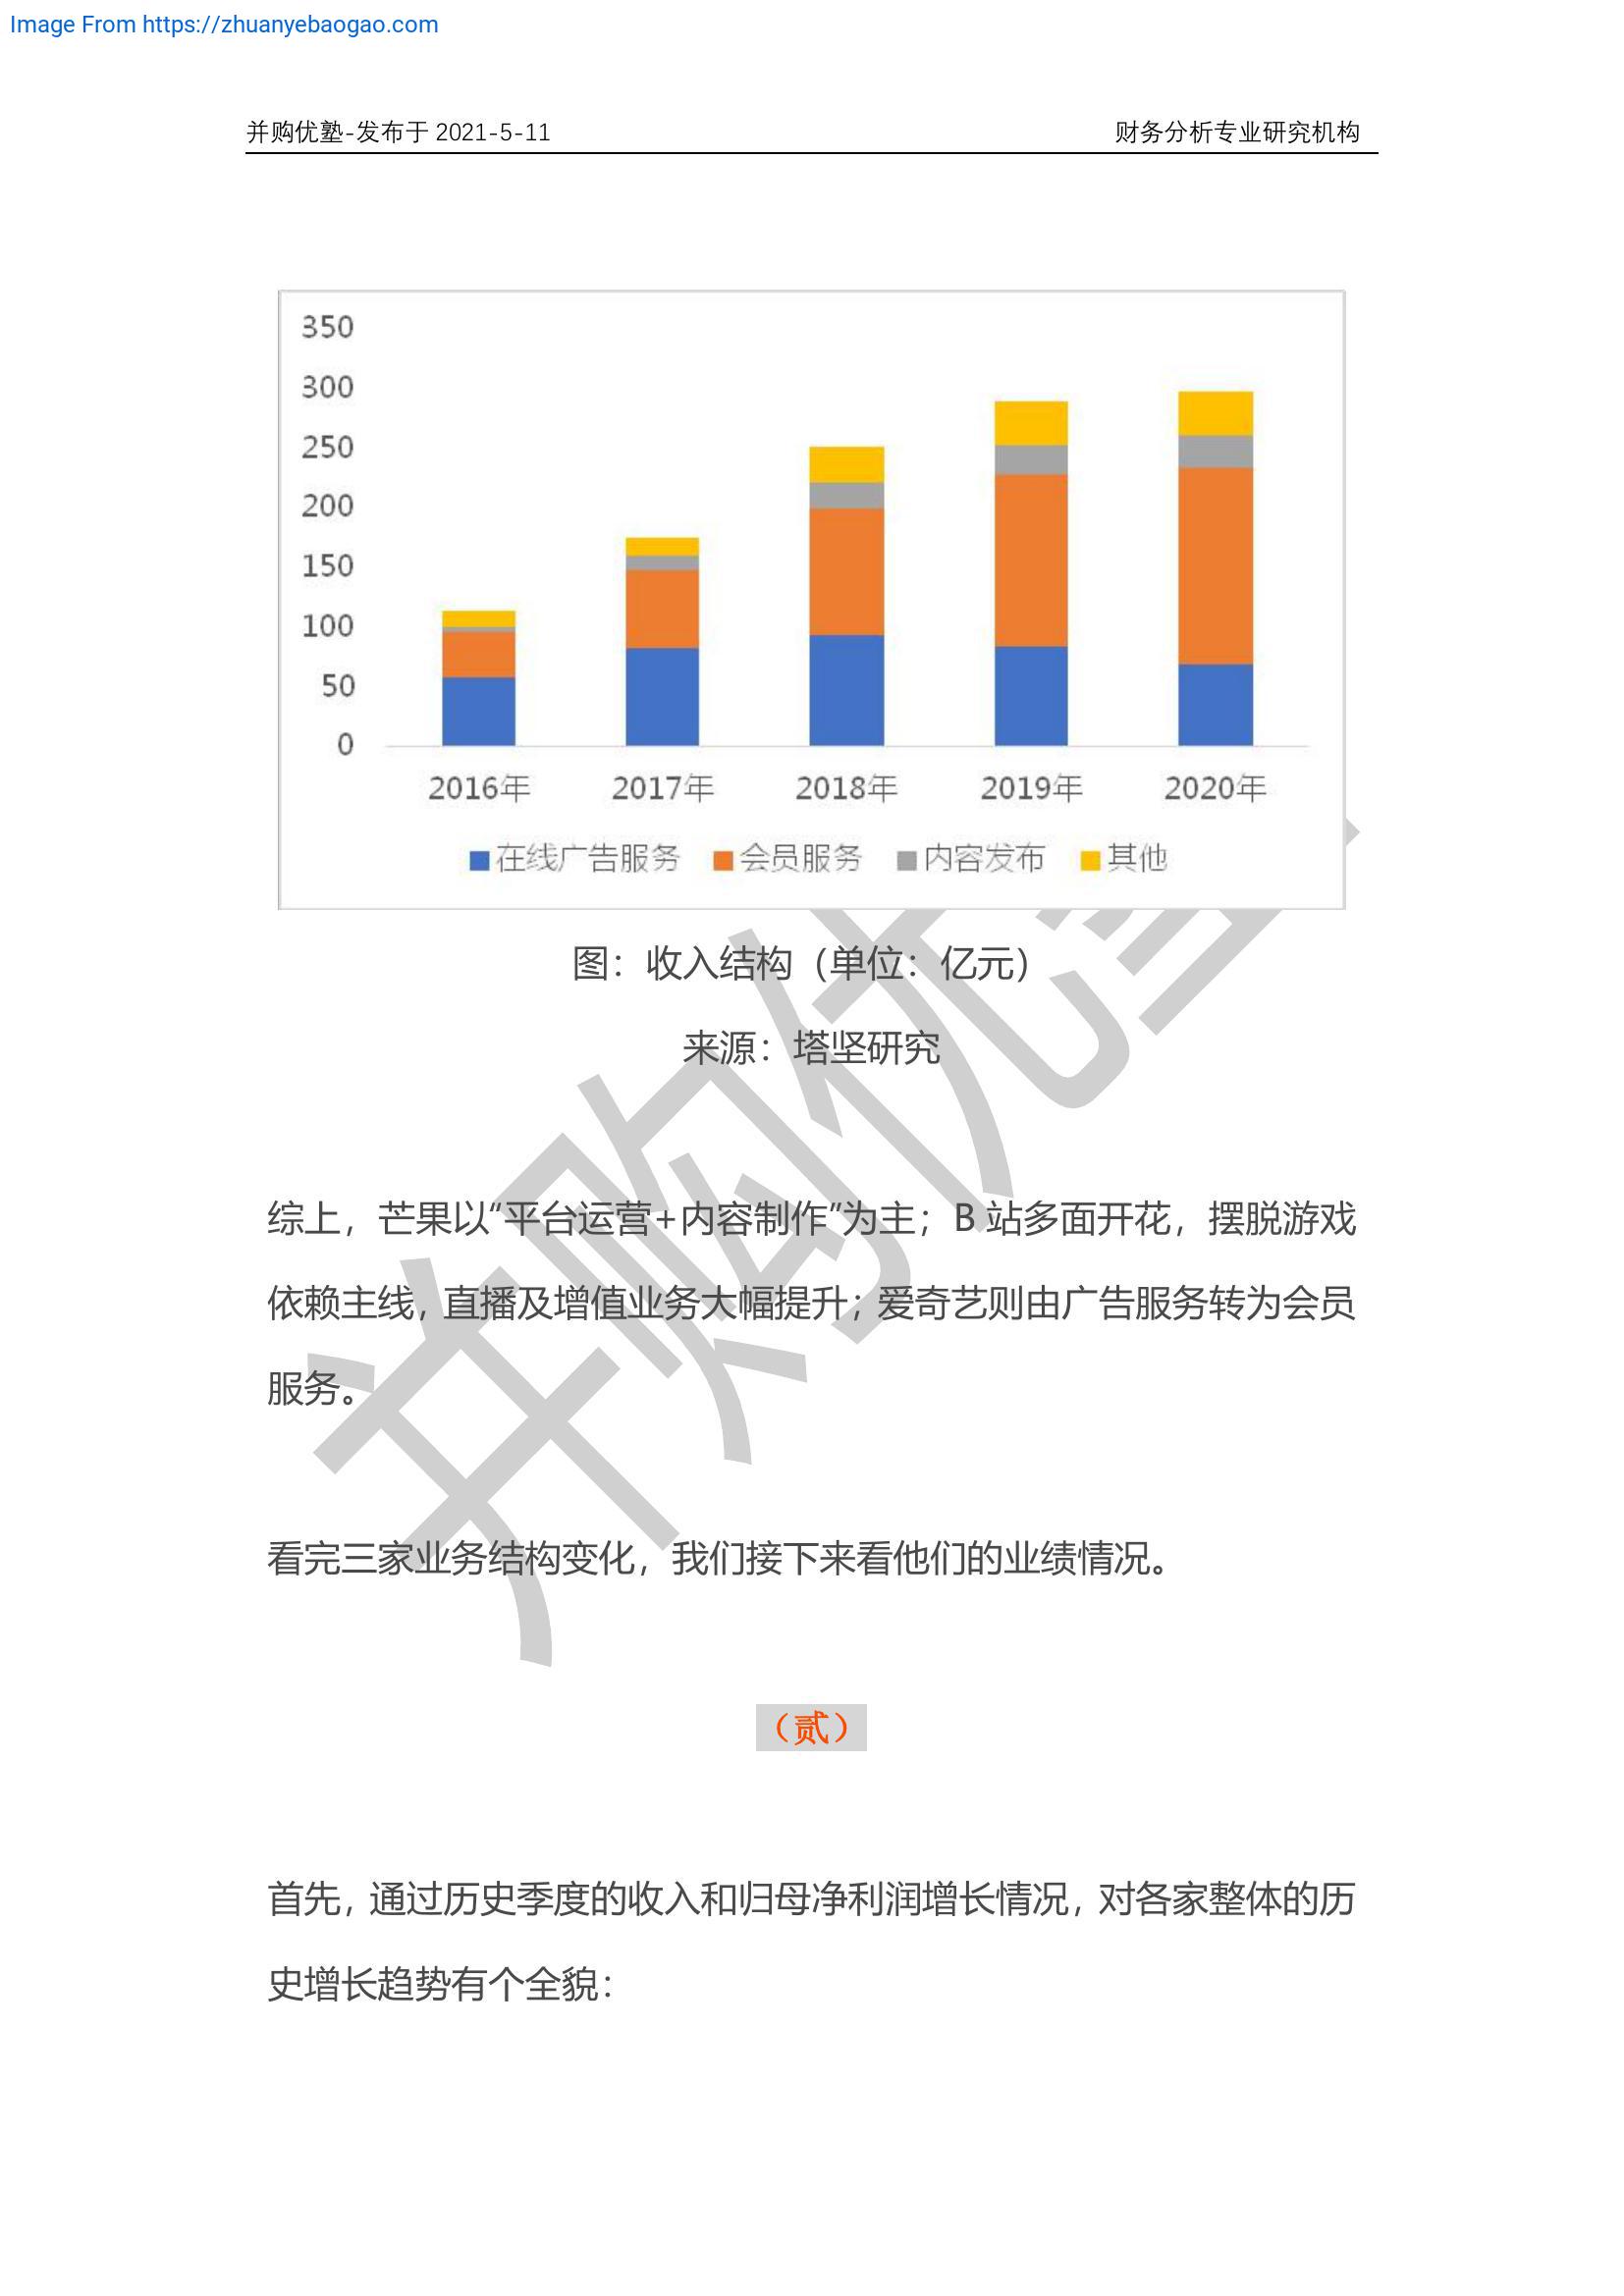 Image From https://zhuanyebaogao.com
并购优塾-发布于 2021-5-11 财务分析专业研究机构
350
300
250
200
150
100
50
0
2016年 2017年 2018年 2019年 2020年
在线广告服务 会员服务 内容发布 其他
图：收入结构（单位：亿元）
来源：塔坚研究
综上，芒果以“平台运营+内容制作”为主；B 站多面开花，摆脱游戏
依赖主线，直播及增值业务大幅提升；爱奇艺则由广告服务转为会员
服务。
看完三家业务结构变化，我们接下来看他们的业绩情况。
（贰）
首先，通过历史季度的收入和归母净利润增长情况，对各家整体的历
史增长趋势有个全貌：
并购优塾